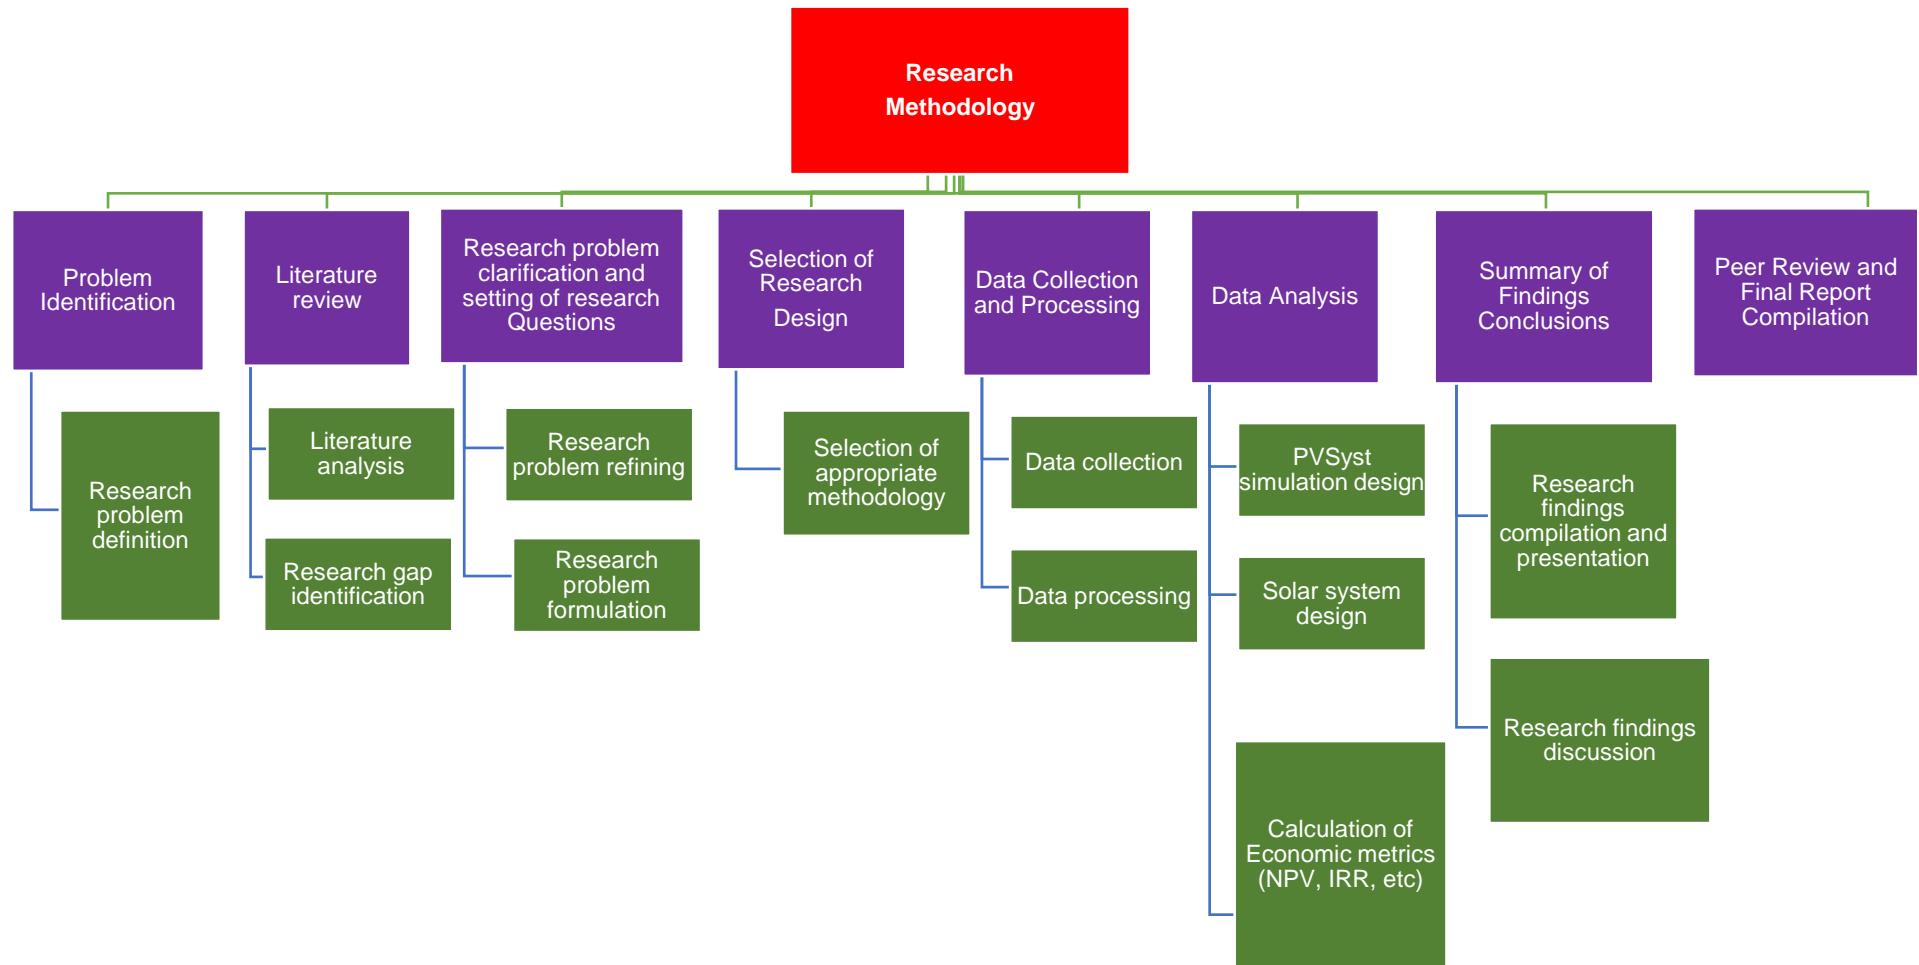 Research
Methodology
Problem
Identification
Literature
review
Research problem
clarification and
setting of research
Questions
Selection of
Research
Design
Data Collection
and Processing
Data Analysis
Summary of
Findings
Conclusions
Peer Review and
Final Report
Compilation
Research
problem
definition
Literature
analysis
Research gap
identification
Research
problem refining
Research
problem
formulation
Selection of
appropriate
methodology
Data collection
Data processing
PVSyst
simulation design
Solar system
design
Calculation of
Economic metrics
(NPV, IRR, etc)
Research
findings
compilation and
presentation
Research findings
discussion